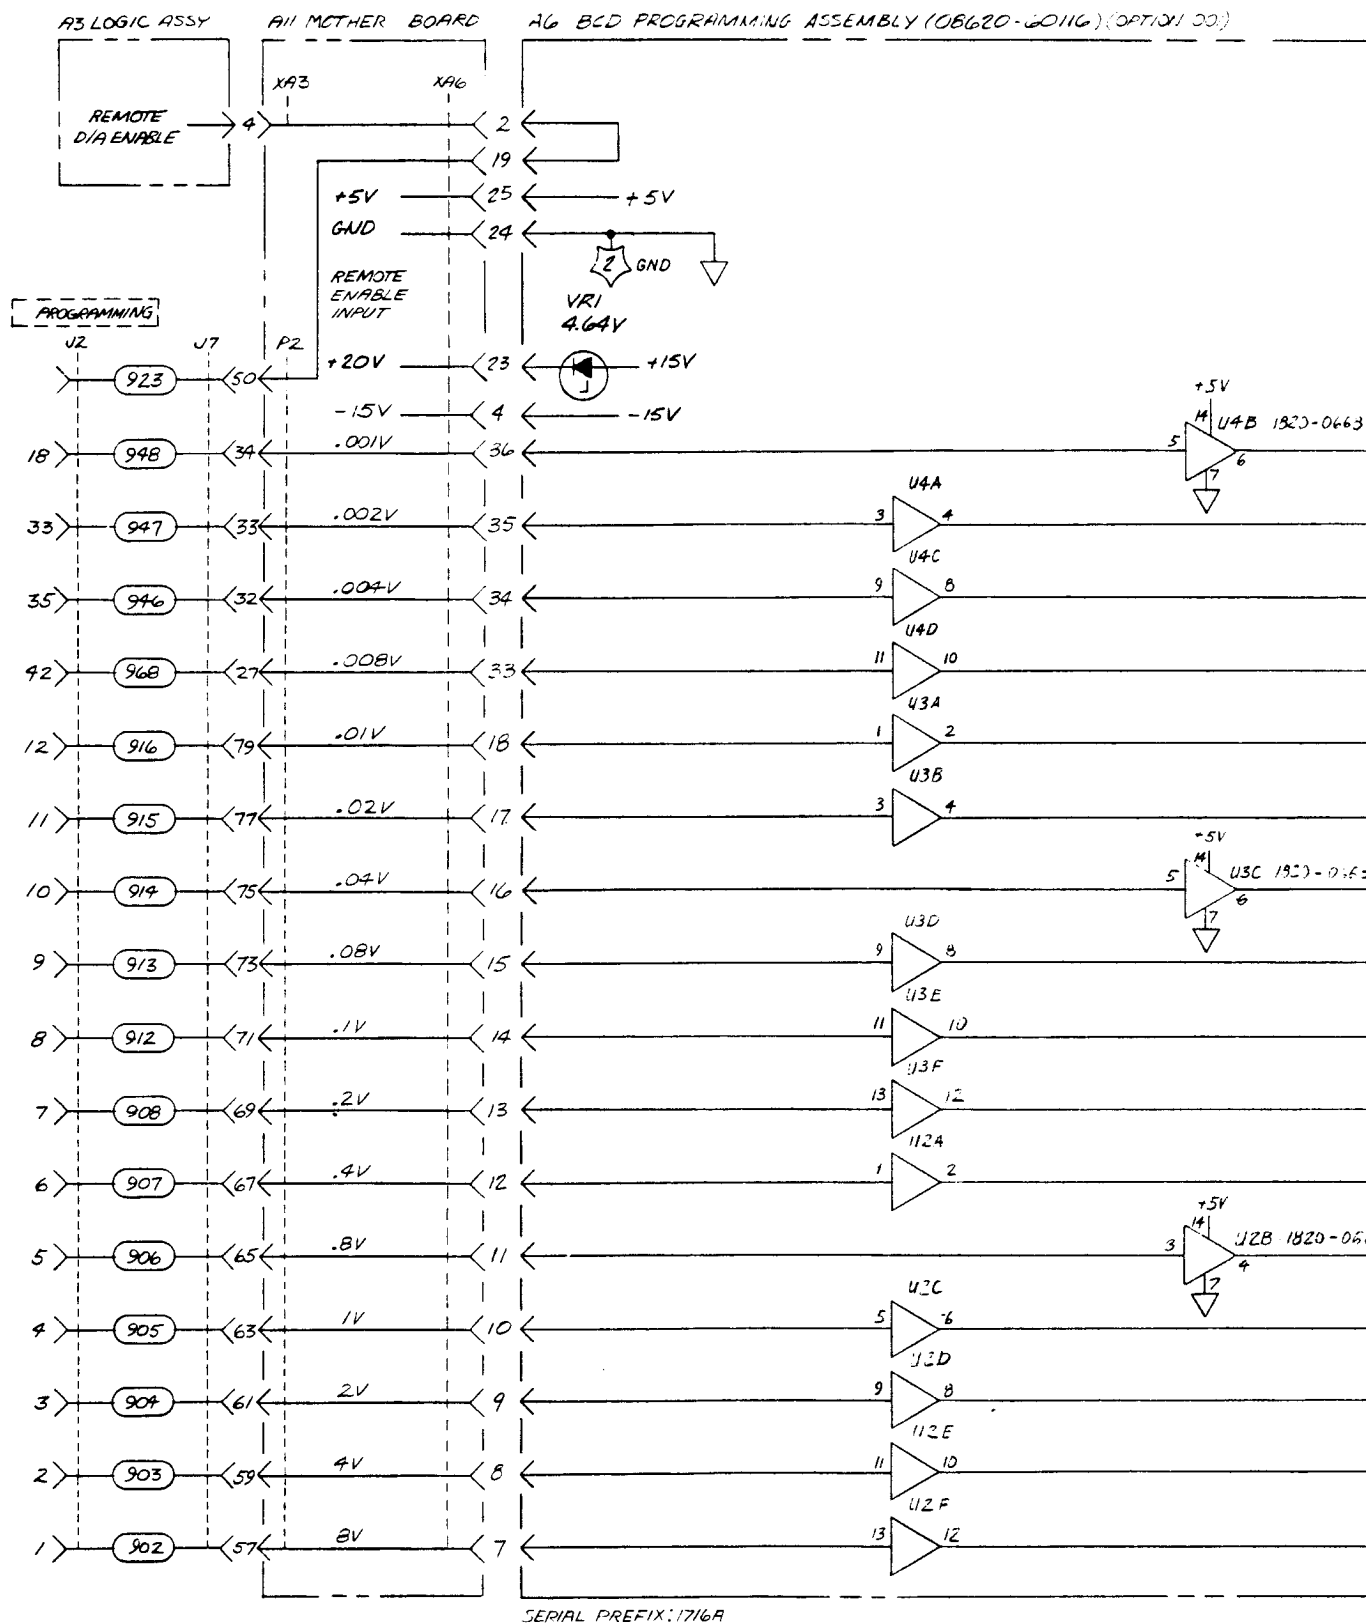 A3 LOGIC ASSY A11 MOTHER BOARD A6 BCD PROGRAMMING ASSEMBLY (08620-60116) (OPTION 001)
XA3 XA6
REMOTE
D/A ENABLE 4 2
19
+5V 25 +5V
GND 24
2 GND
REMOTE
ENABLE
INPUT
VR1
4.64V
PROGRAMMING
J2 J7 P2
923 50 +20V 23 +15V
-15V 4 -15V
+5V
14 U4B 1820-0668
18 948 34 .001V 36 5 6
7
U4A
33 947 33 .002V 35 3 4
U4C
35 946 32 .004V 34 9 8
U4D
42 968 27 .008V 33 11 10
U3A
12 916 79 .01V 18 1 2
U3B
11 915 77 .02V 17 3 4
+5V
14
10 914 75 .04V 16 5 U3C 6
7
U3D
9 913 73 .08V 15 9 8
U3E
8 912 71 .1V 14 11 10
U3F
7 908 69 .2V 13 13 12
U2A
6 907 67 .4V 12 1 2
+5V
14
5 906 65 .8V 11 3 U2B 4
7
U2C
4 905 63 1V 10 5 6
U2D
3 904 61 2V 9 9 8
U2E
2 903 59 4V 8 11 10
U2F
1 902 57 8V 7 13 12
SERIAL PREFIX: 1716A